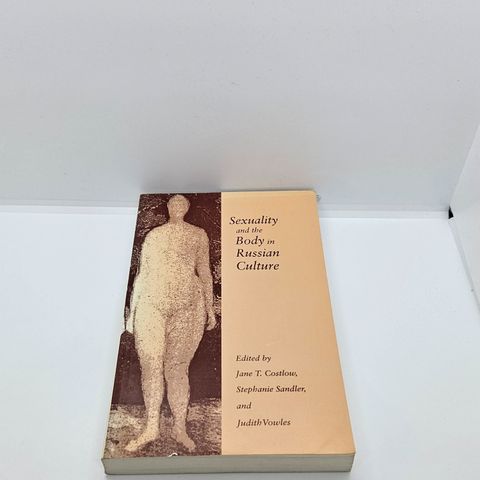 Sexuality
and the
Body in
Russian
Culture
Edited by
Jane T. Costlow,
Stephanie Sandler,
and
Judith Vowles